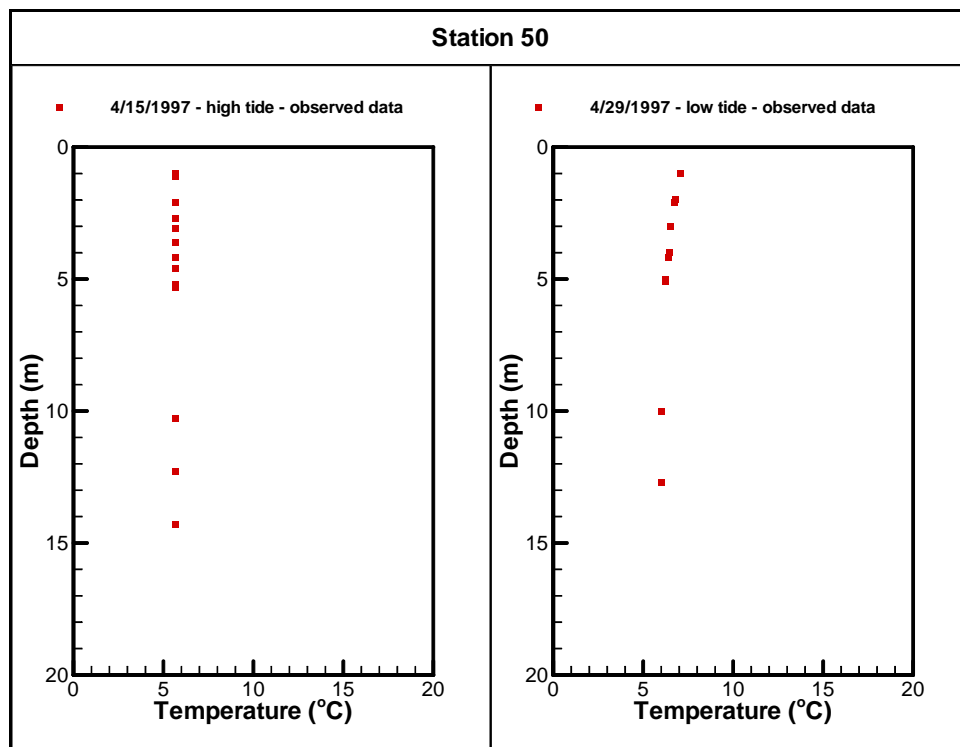 Station 50
4/15/1997 - high tide - observed data
0
5
10
15
20
Depth (m)
0 5 10 15 20
Temperature (°C)
4/29/1997 - low tide - observed data
0
5
10
15
20
Depth (m)
0 5 10 15 20
Temperature (°C)